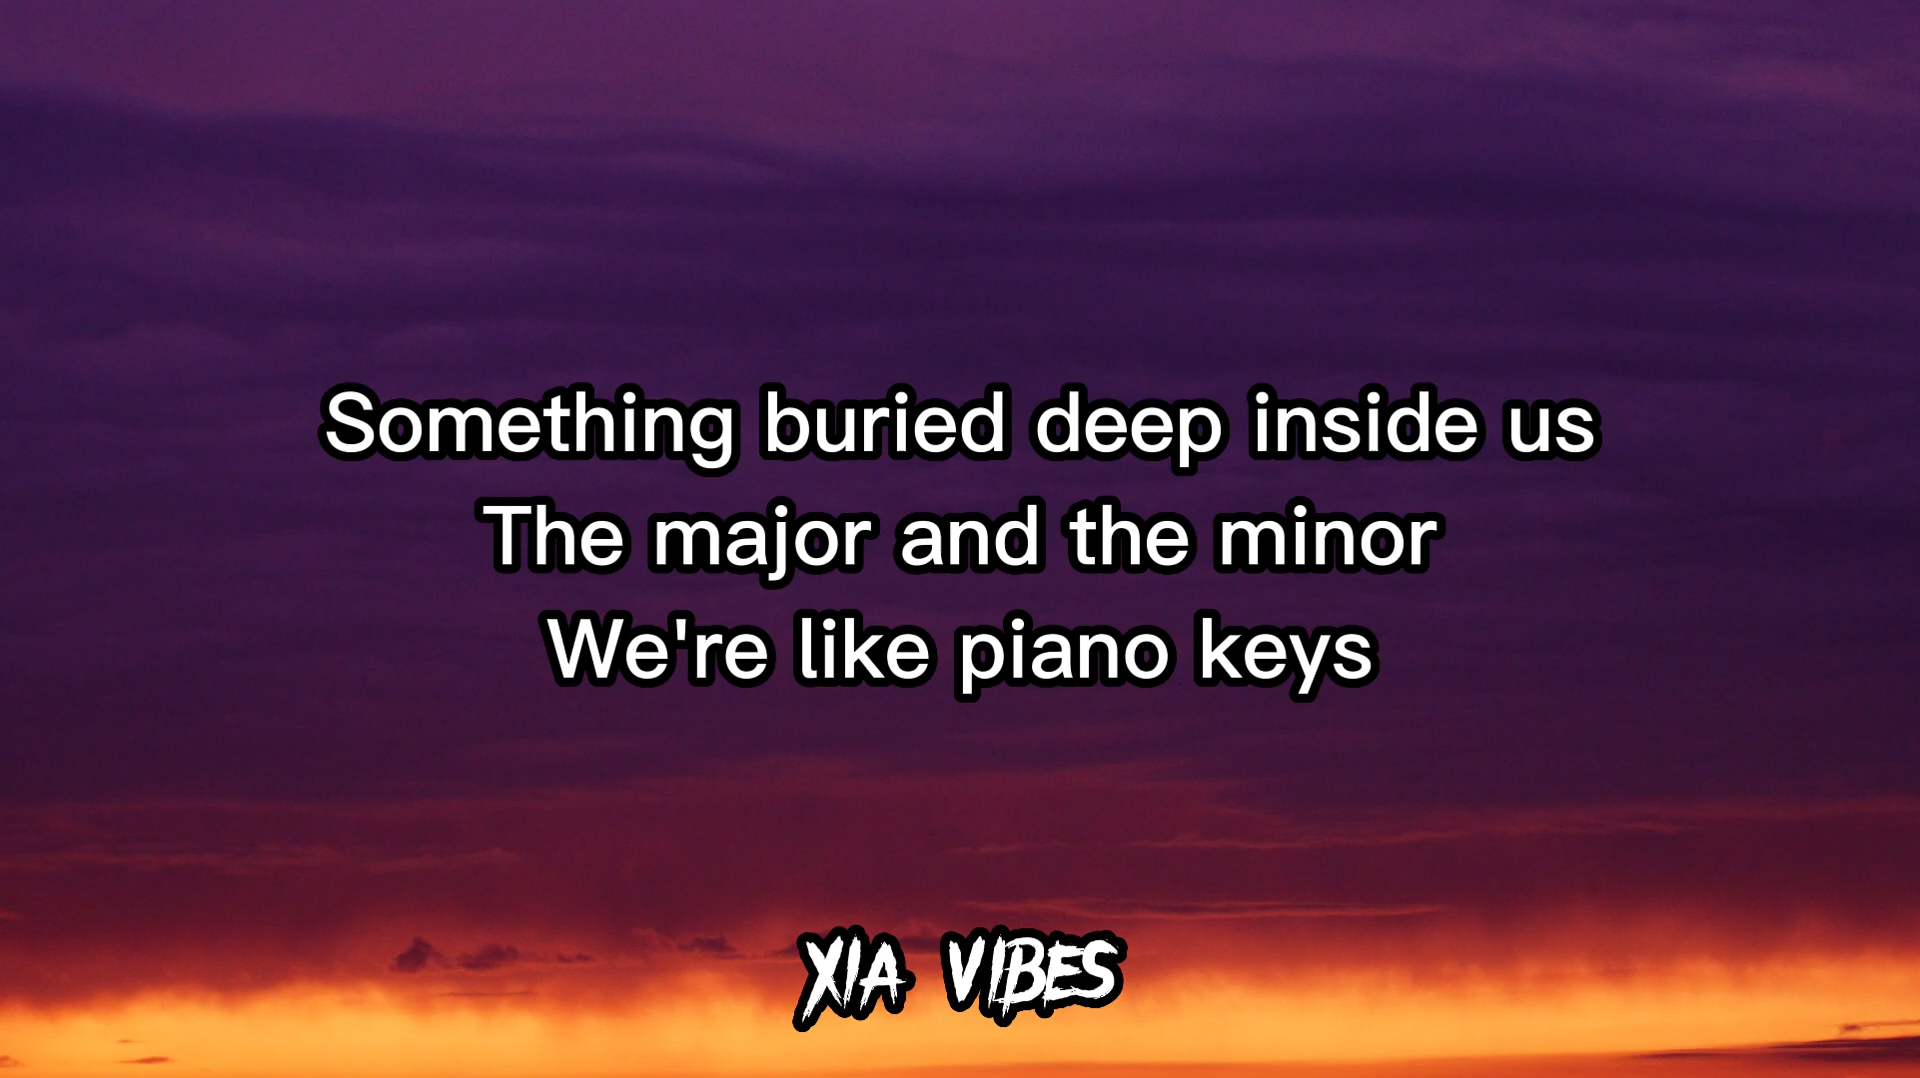 Something buried deep inside us
The major and the minor
We're like piano keys
XIA VIBES